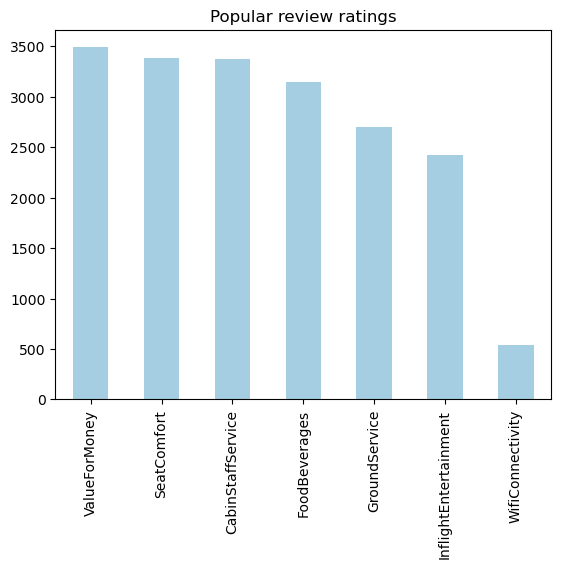 Popular review ratings
3500
3000
2500
2000
1500
1000
500
0
ValueForMoney
SeatComfort
CabinStaffService
FoodBeverages
GroundService
InflightEntertainment
WifiConnectivity